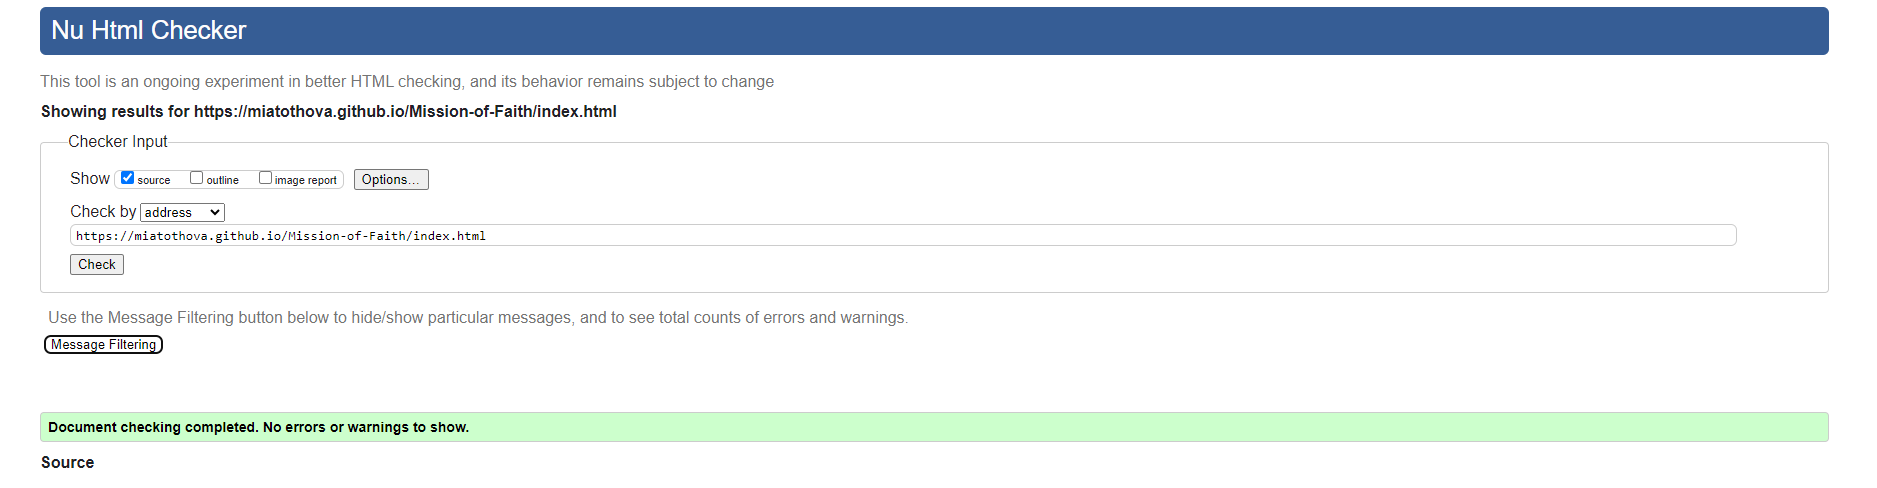 Nu Html Checker
This tool is an ongoing experiment in better HTML checking, and its behavior remains subject to change
Showing results for https://miatothova.github.io/Mission-of-Faith/index.html
Checker Input
Show source outline image report Options...
Check by address
https://miatothova.github.io/Mission-of-Faith/index.html
Check
Use the Message Filtering button below to hide/show particular messages, and to see total counts of errors and warnings.
Message Filtering
Document checking completed. No errors or warnings to show.
Source